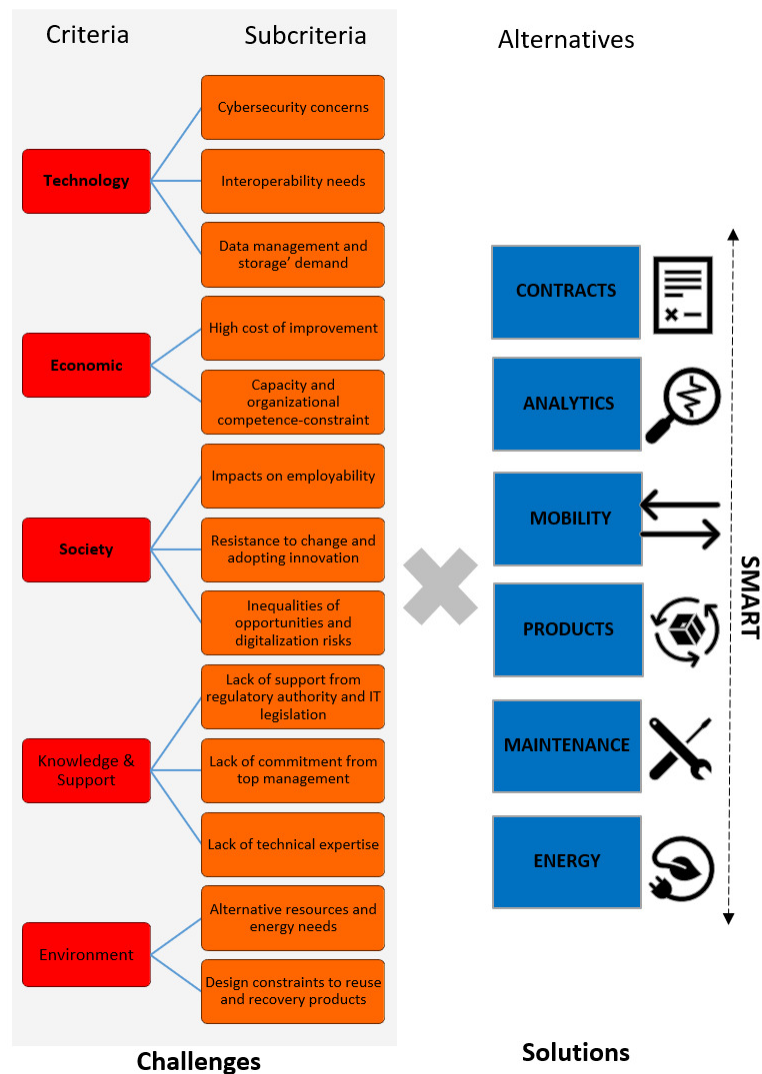 Criteria
Subcriteria
Alternatives
Technology
Cybersecurity concerns
Interoperability needs
Data management and
storage’ demand
Economic
High cost of improvement
Capacity and
organizational
competence-constraint
Society
Impacts on employability
Resistance to change and
adopting innovation
Inequalities of
opportunities and
digitalization risks
Knowledge &
Support
Lack of support from
regulatory authority and IT
legislation
Lack of commitment from
top management
Lack of technical expertise
Environment
Alternative resources and
energy needs
Design constraints to reuse
and recovery products
Challenges
CONTRACTS
ANALYTICS
MOBILITY
PRODUCTS
MAINTENANCE
ENERGY
SMART
Solutions